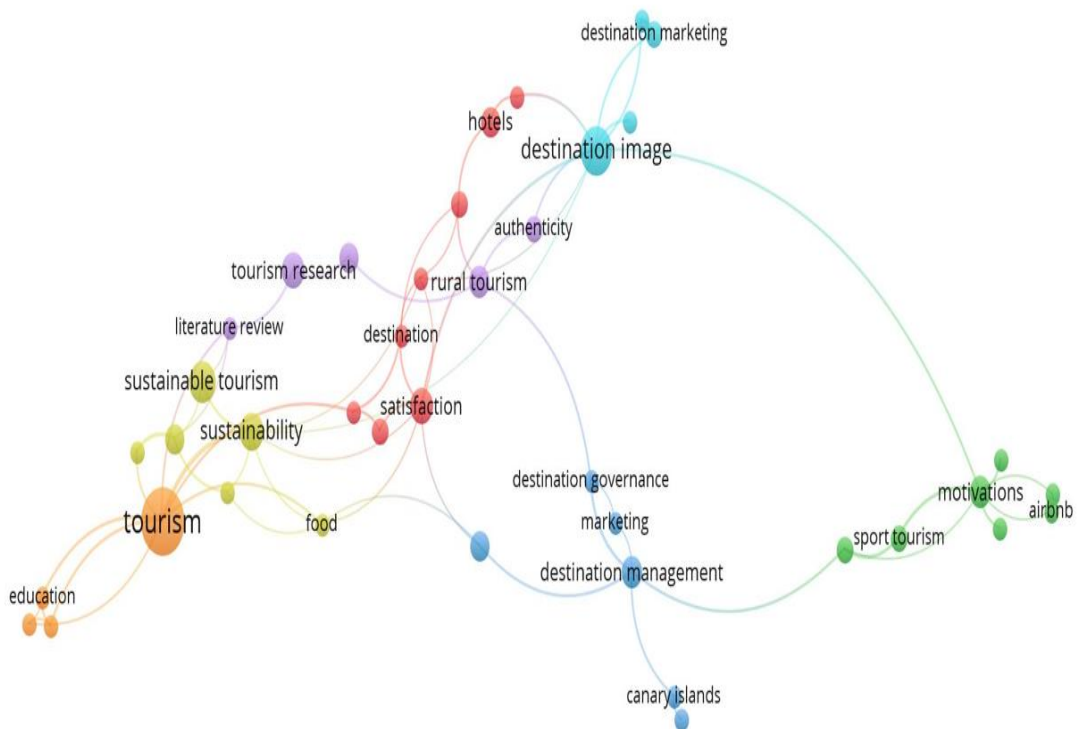 destination marketing
hotels
destination image
authenticity
tourism research
rural tourism
literature review
destination
sustainable tourism
satisfaction
sustainability
destination governance
motivations
airbnb
marketing
tourism
food
sport tourism
destination management
education
canary islands